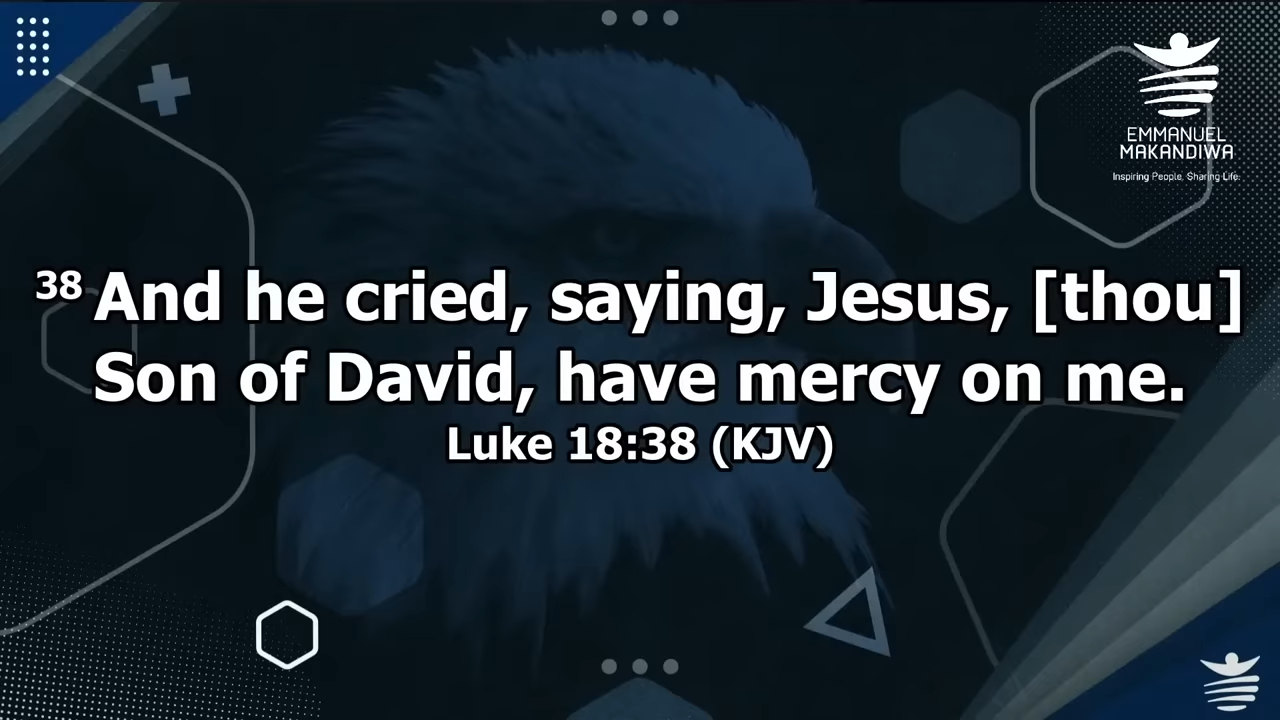 EMMANUEL
MAKANDIWA
Inspiring People. Sharing Life.
38 And he cried, saying, Jesus, [thou]
Son of David, have mercy on me.
Luke 18:38 (KJV)